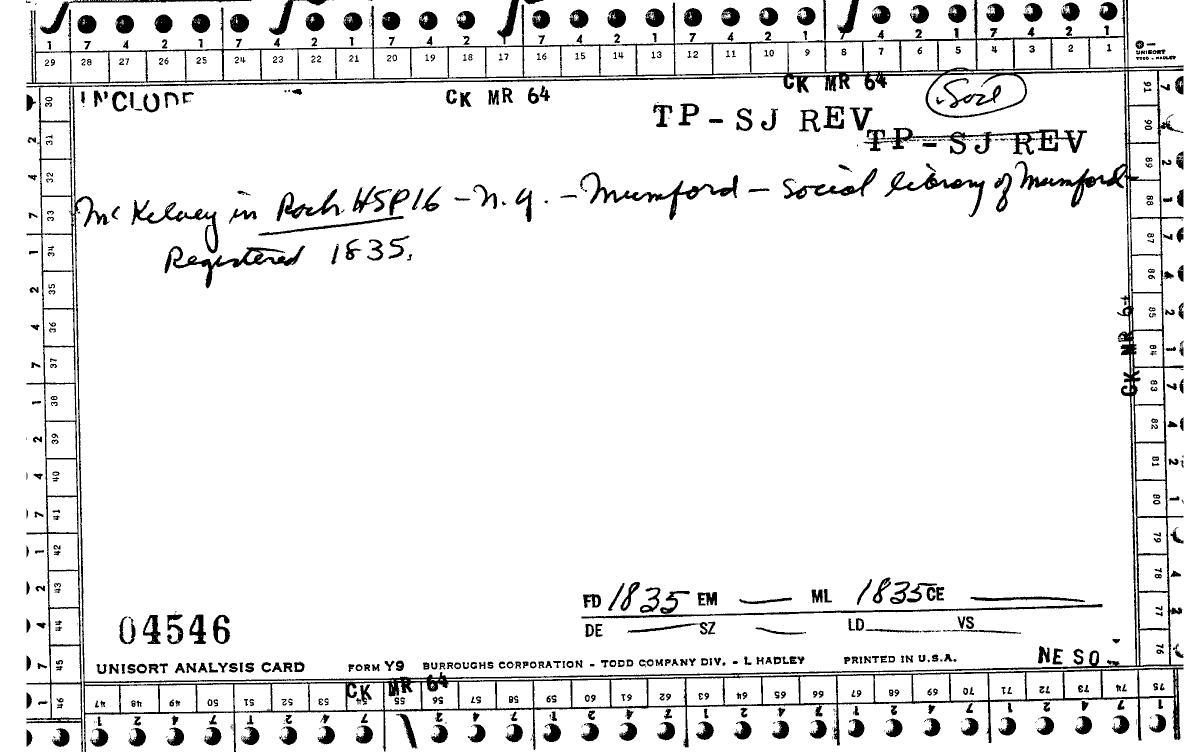 7 4 2 1 7 4 2 1 7 4 2 1 7 4 2 1 7 4 2 1 7 4 2 1
29 28 27 26 25 24 23 22 21 20 19 18 17 16 15 14 13 12 11 10 9 8 7 6 5 4 3 2 1
UNISORT
TODD - HADLEY
INCLUDE
CK MR 64
CK MR 64
Socl
TP-SJ REV
TP-SJ REV
McKelvey in Roch. HSP 16 - N.Y. - Mumford - Social library of Mumford -
Registered 1835.
CK MR 64
FD 1835 EM — ML 1835 CE —
DE — SZ — LD — VS —
04546
UNISORT ANALYSIS CARD FORM Y9 BURROUGHS CORPORATION - TODD COMPANY DIV. - L HADLEY PRINTED IN U.S.A.
NE SO
CK MR 64
30 31 32 33 34 35 36 37 38 39 40 41 42 43 44 45 46
47 48 49 50 51 52 53 54 55 56 57 58 59 60 61 62 63 64 65 66 67 68 69 70 71 72 73 74 75
76 77 78 79 80 81 82 83 84 85 86 87 88 89 90 91